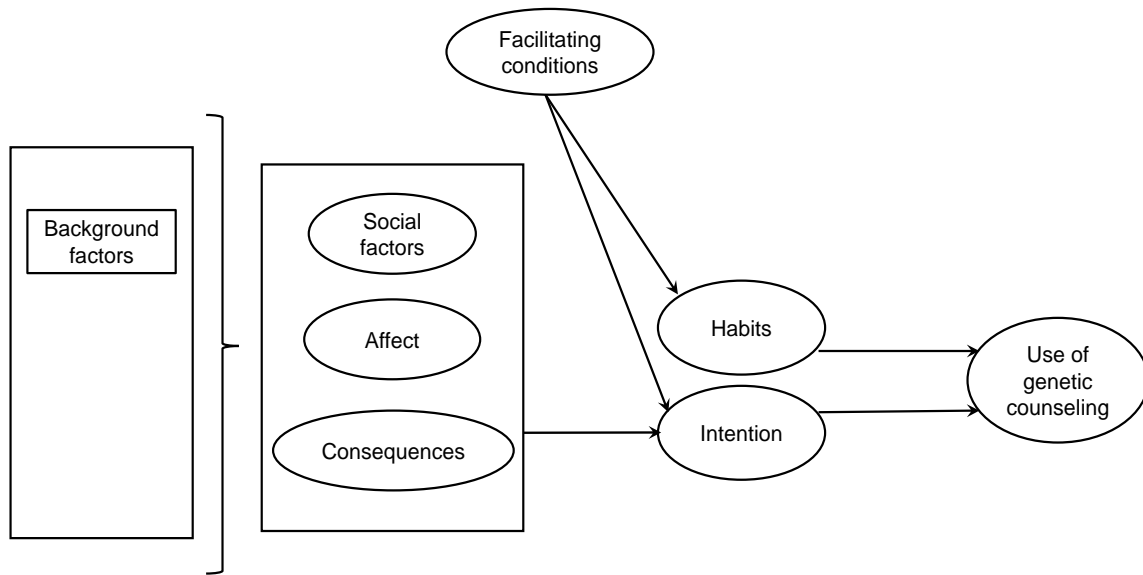 Facilitating
conditions
Background
factors
Social
factors
Affect
Consequences
Habits
Intention
Use of
genetic
counseling